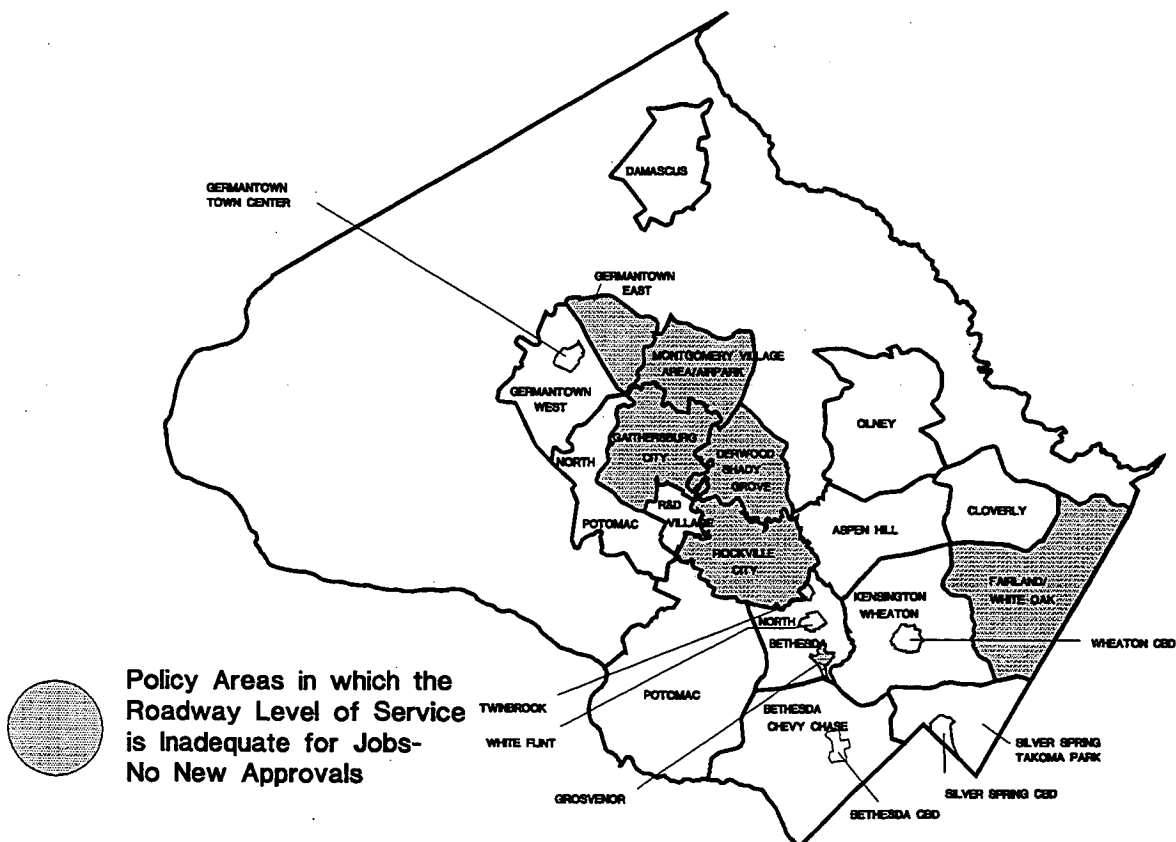 DAMASCUS
GERMANTOWN
TOWN CENTER
GERMANTOWN
EAST
MONTGOMERY VILLAGE
AREA/AIRPARK
GERMANTOWN
WEST
OLNEY
GAITHERSBURG
CITY
NORTH
POTOMAC
DERWOOD
SHADY
GROVE
R&D
VILLAGE
CLOVERLY
ASPEN HILL
ROCKVILLE
CITY
FAIRLAND/
WHITE OAK
KENSINGTON
WHEATON
NORTH
BETHESDA
WHEATON CBD
POTOMAC
Policy Areas in which the
Roadway Level of Service
is Inadequate for Jobs-
No New Approvals
TWINBROOK
WHITE FLINT
BETHESDA
CHEVY CHASE
SILVER SPRING
TAKOMA PARK
GROSVENOR
SILVER SPRING CBD
BETHESDA CBD